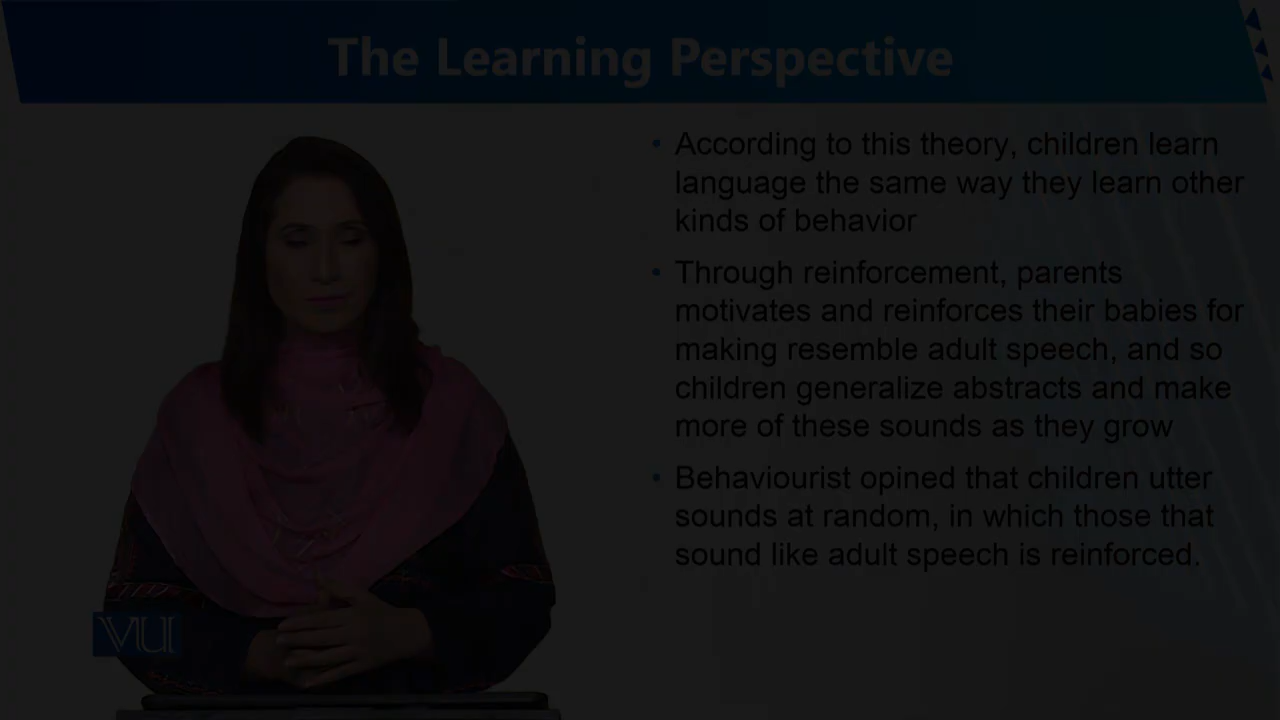 The Learning Perspective
• According to this theory, children learn
language the same way they learn other
kinds of behavior
• Through reinforcement, parents
motivates and reinforces their babies for
making resemble adult speech, and so
children generalize abstracts and make
more of these sounds as they grow
• Behaviourist opined that children utter
sounds at random, in which those that
sound like adult speech is reinforced.
VU